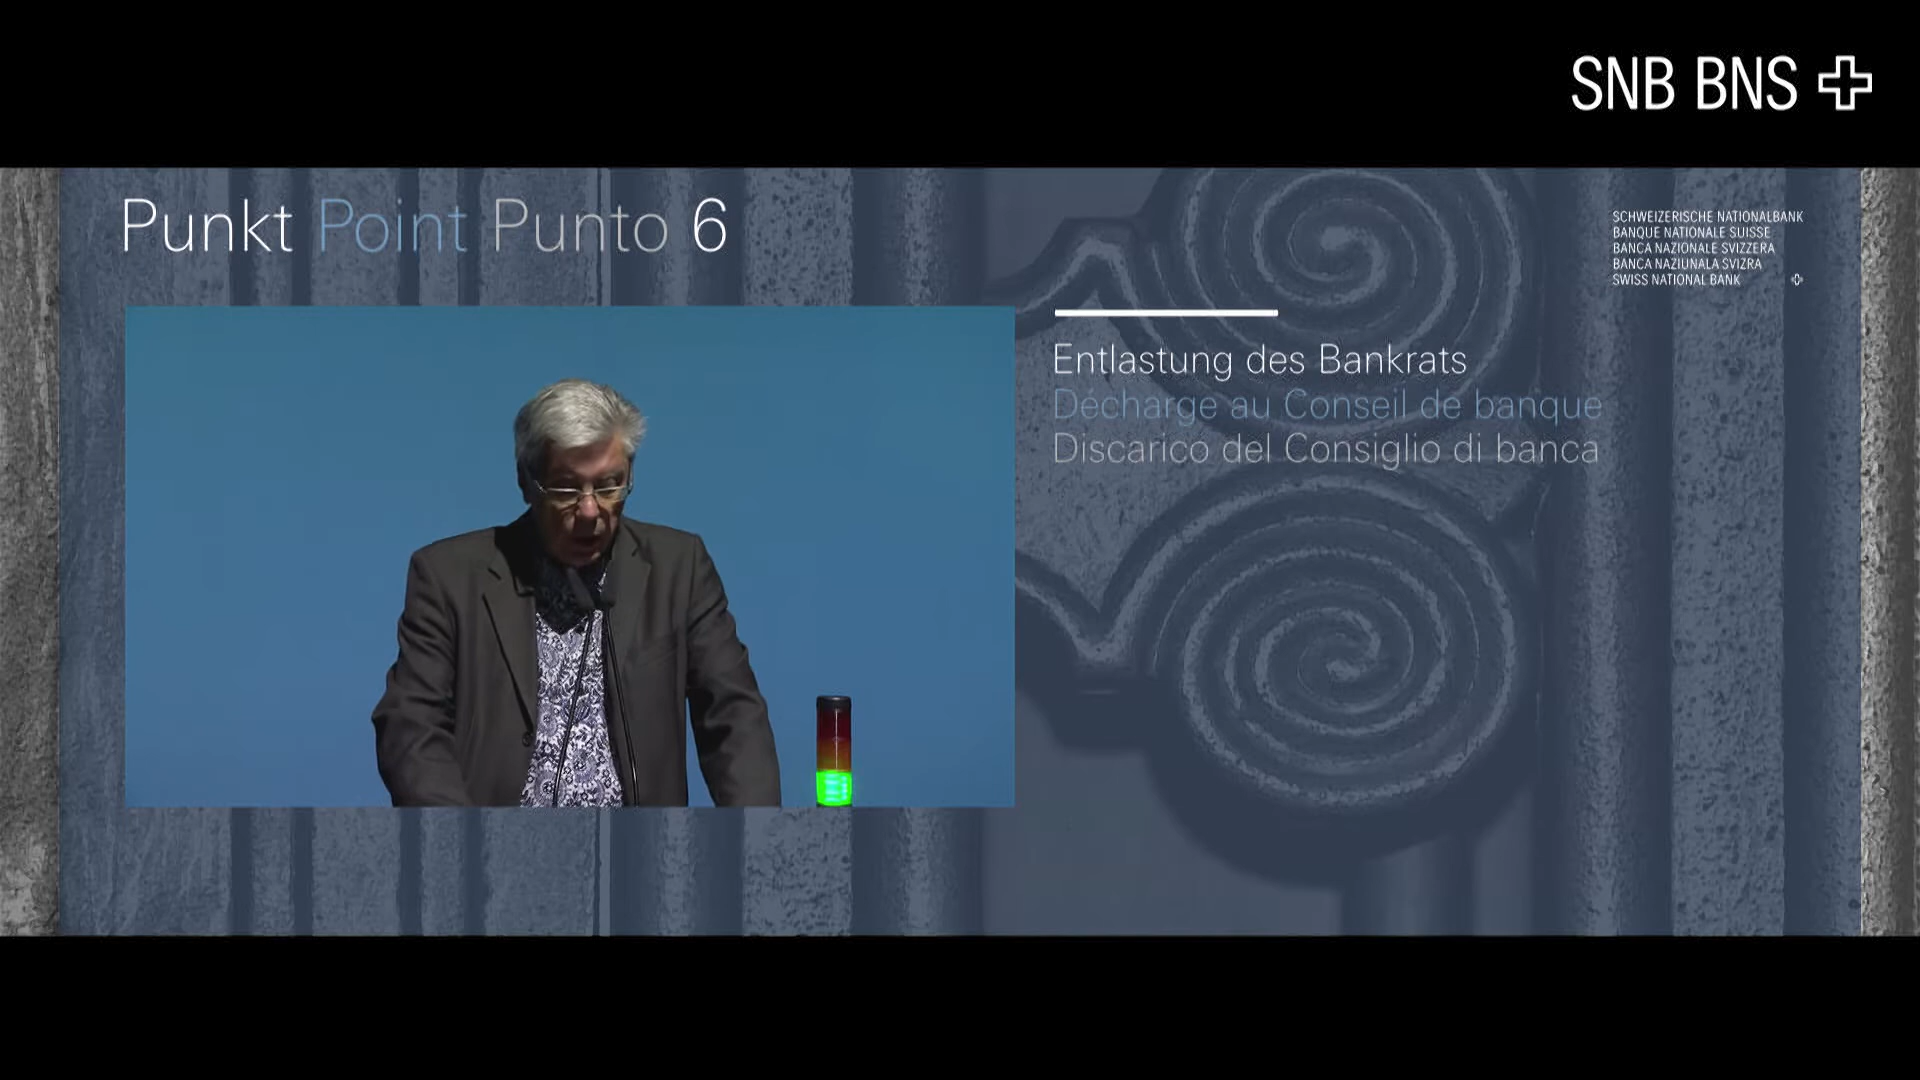 SNB BNS
Punkt Point Punto 6
SCHWEIZERISCHE NATIONALBANK
BANQUE NATIONALE SUISSE
BANCA NAZIONALE SVIZZERA
BANCA NAZIUNALA SVIZRA
SWISS NATIONAL BANK
Entlastung des Bankrats
Décharge au Conseil de banque
Discarico del Consiglio di banca